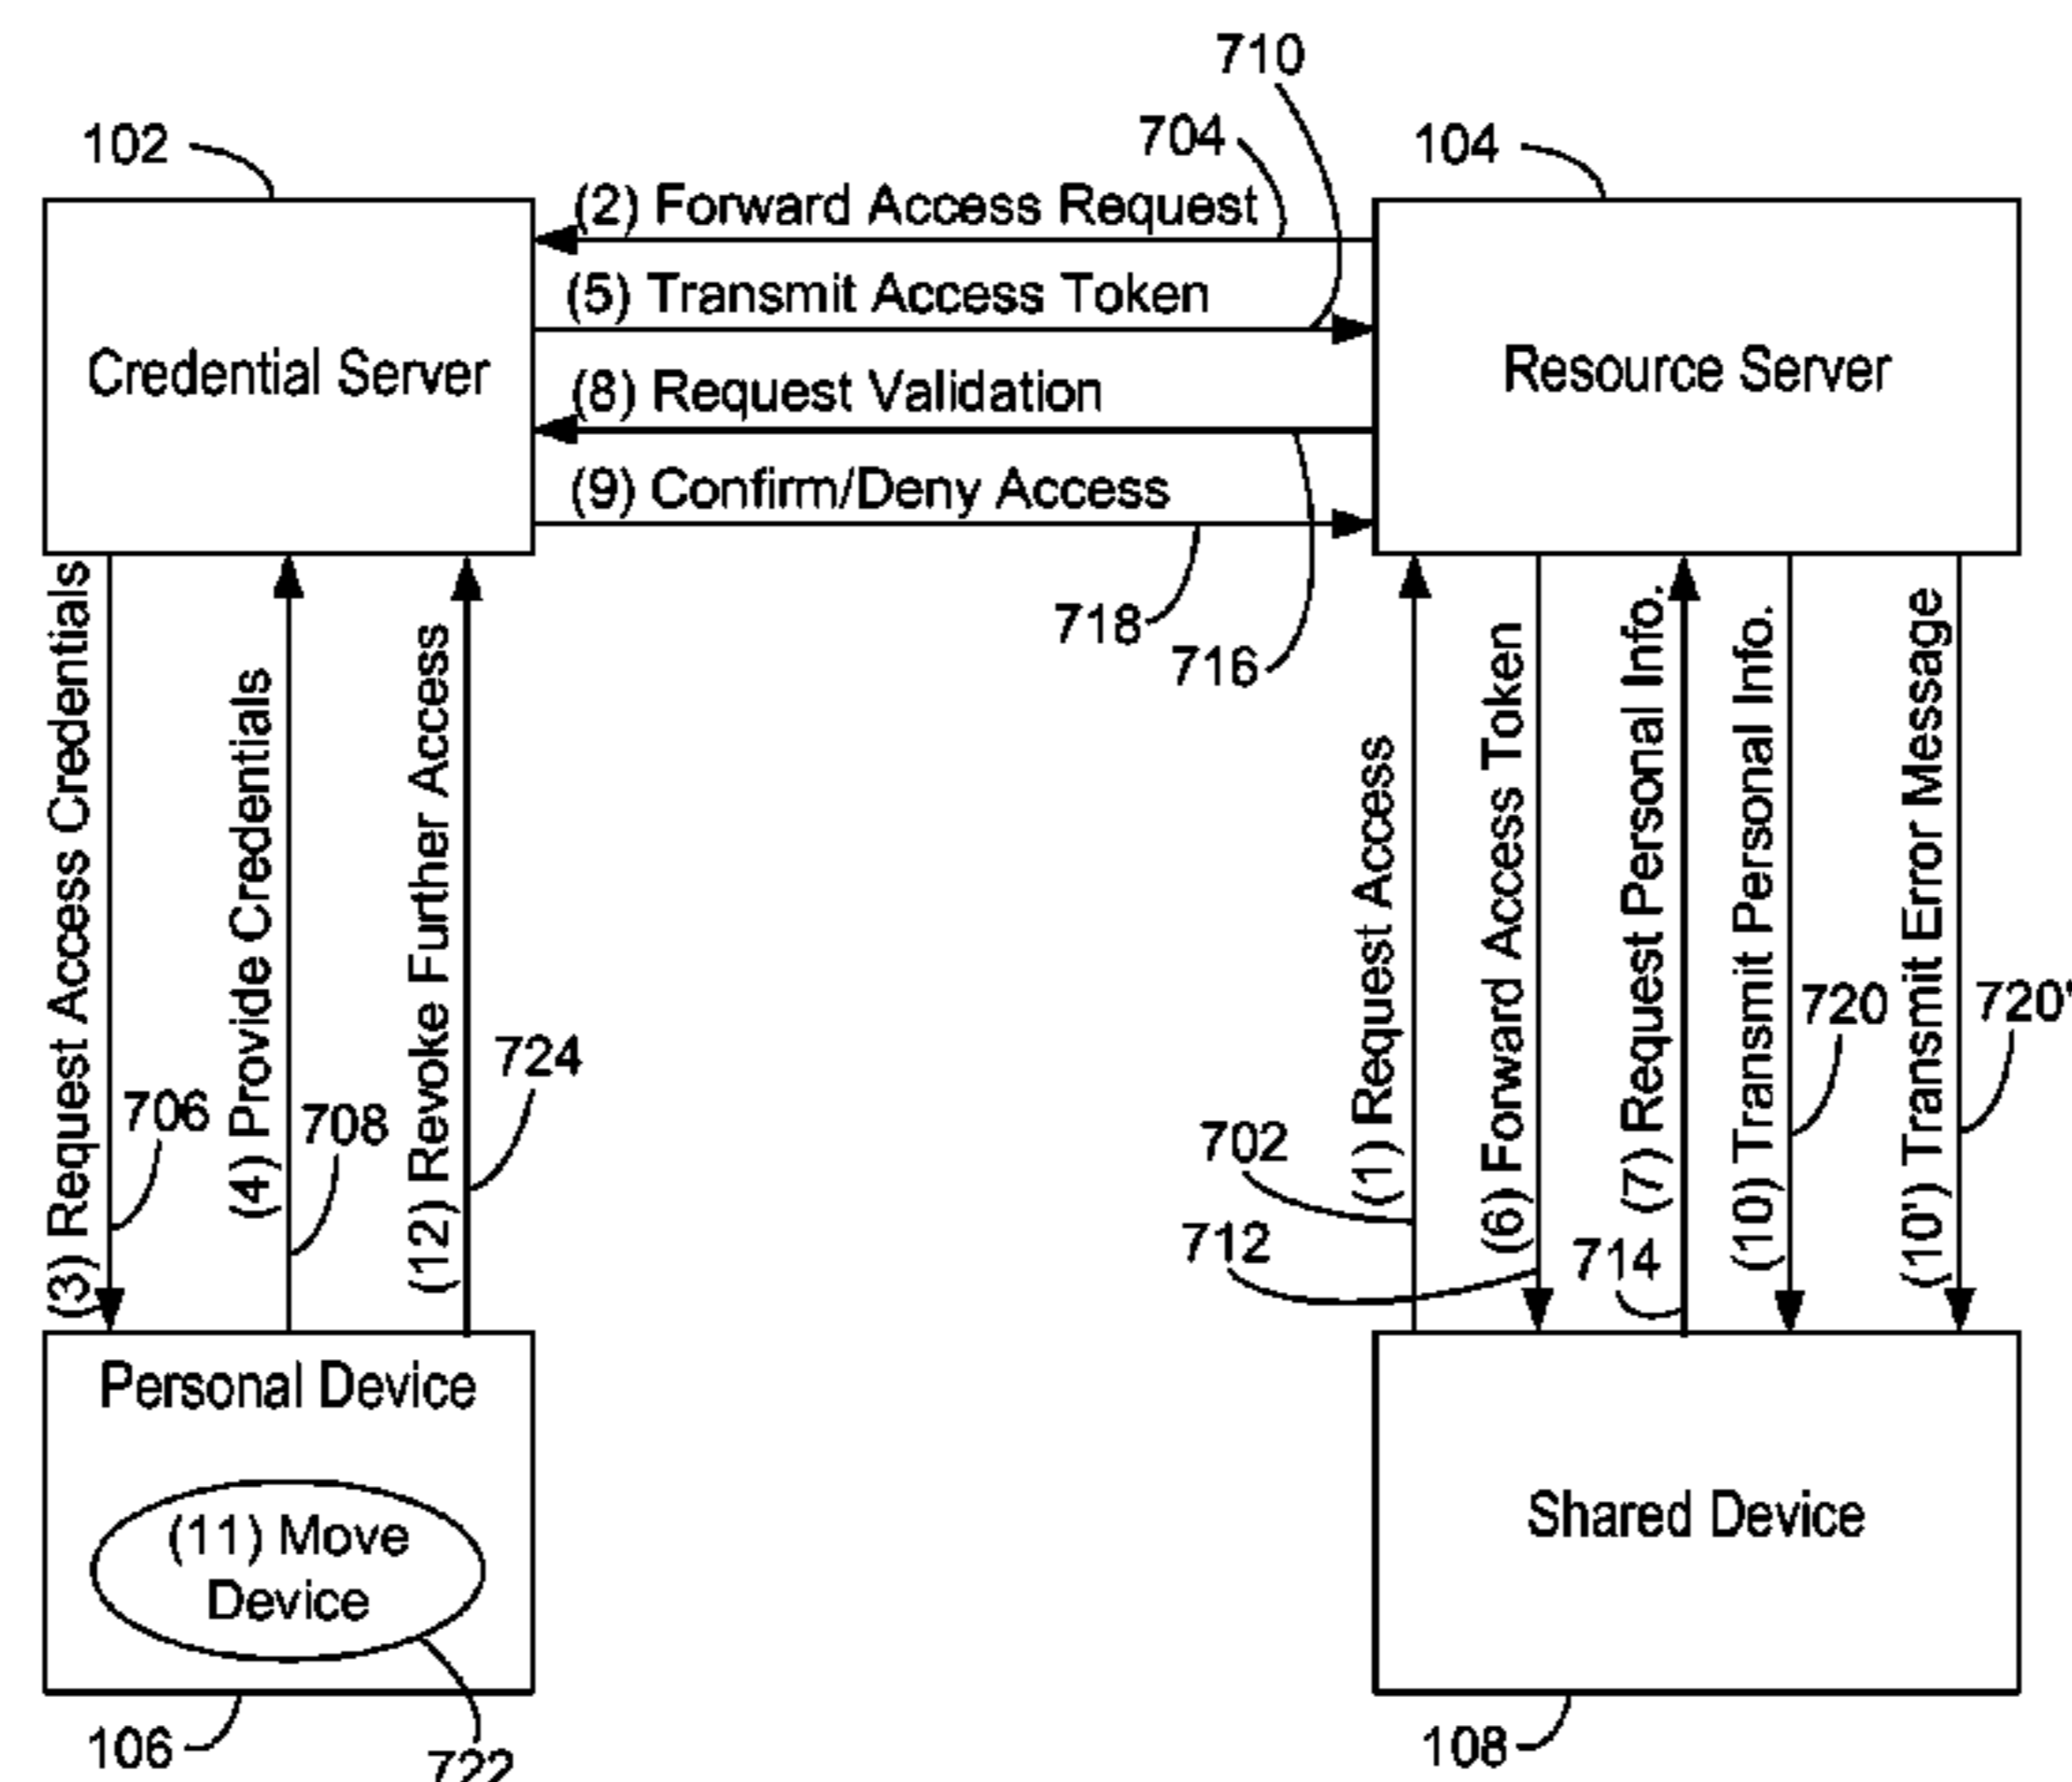 710
704
102
104
(2) Forward Access Request
(5) Transmit Access Token
Credential Server
Resource Server
(8) Request Validation
(9) Confirm/Deny Access
718
716
(3) Request Access Credentials
706
(4) Provide Credentials
708
(12) Revoke Further Access
724
(1) Request Access
702
(6) Forward Access Token
712
(7) Request Personal Info.
714
(10) Transmit Personal Info.
720
(10') Transmit Error Message
720'
Personal Device
(11) Move
Device
Shared Device
106
722
108